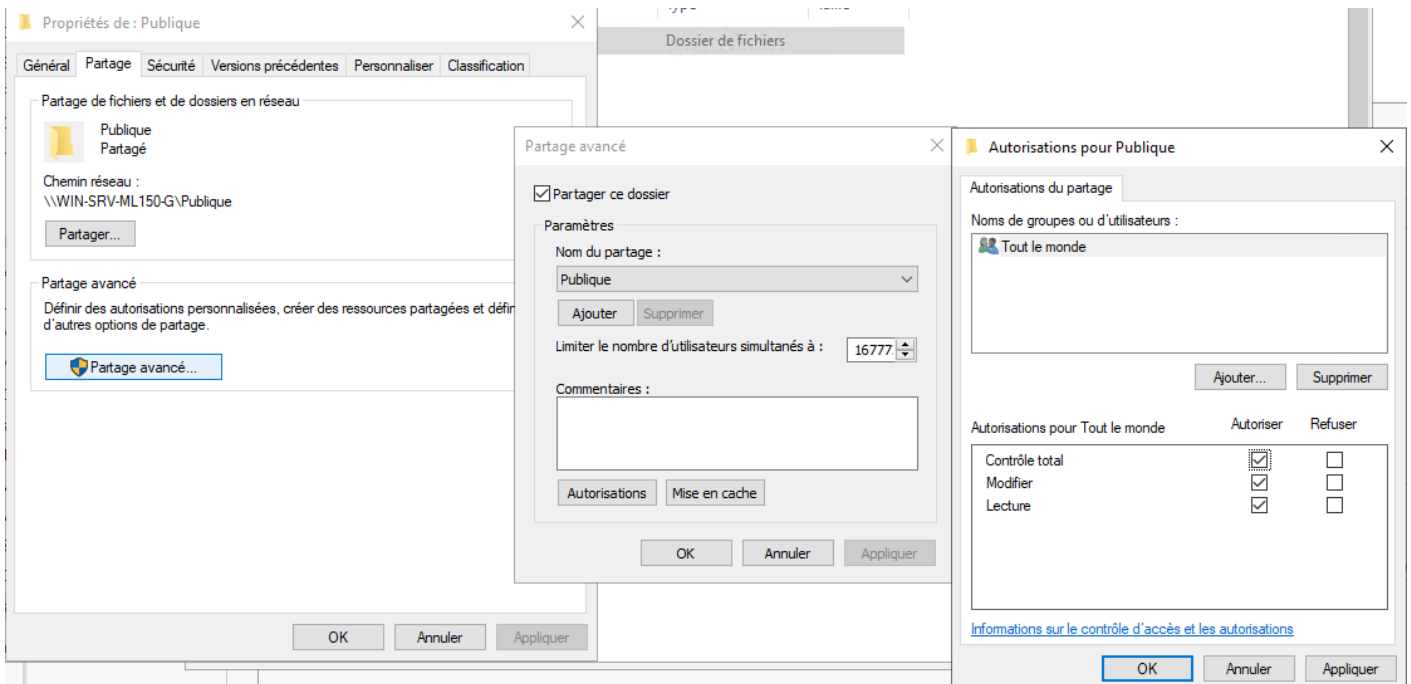 Propriétés de : Publique
Général
Partage
Sécurité
Versions précédentes
Personnaliser
Classification
Partage de fichiers et de dossiers en réseau
Publique
Partagé
Chemin réseau :
\\WIN-SRV-ML150-G\Publique
Partager...
Partage avancé
Définir des autorisations personnalisées, créer des ressources partagées et défin
d'autres options de partage.
Partage avancé...
OK
Annuler
Appliquer
Dossier de fichiers
Partage avancé
Partager ce dossier
Paramètres
Nom du partage :
Publique
Ajouter
Supprimer
Limiter le nombre d'utilisateurs simultanés à :
16777
Commentaires :
Autorisations
Mise en cache
OK
Annuler
Appliquer
Autorisations pour Publique
Autorisations du partage
Noms de groupes ou d'utilisateurs :
Tout le monde
Ajouter...
Supprimer
Autorisations pour Tout le monde
Autoriser
Refuser
Contrôle total
Modifier
Lecture
Informations sur le contrôle d'accès et les autorisations
OK
Annuler
Appliquer